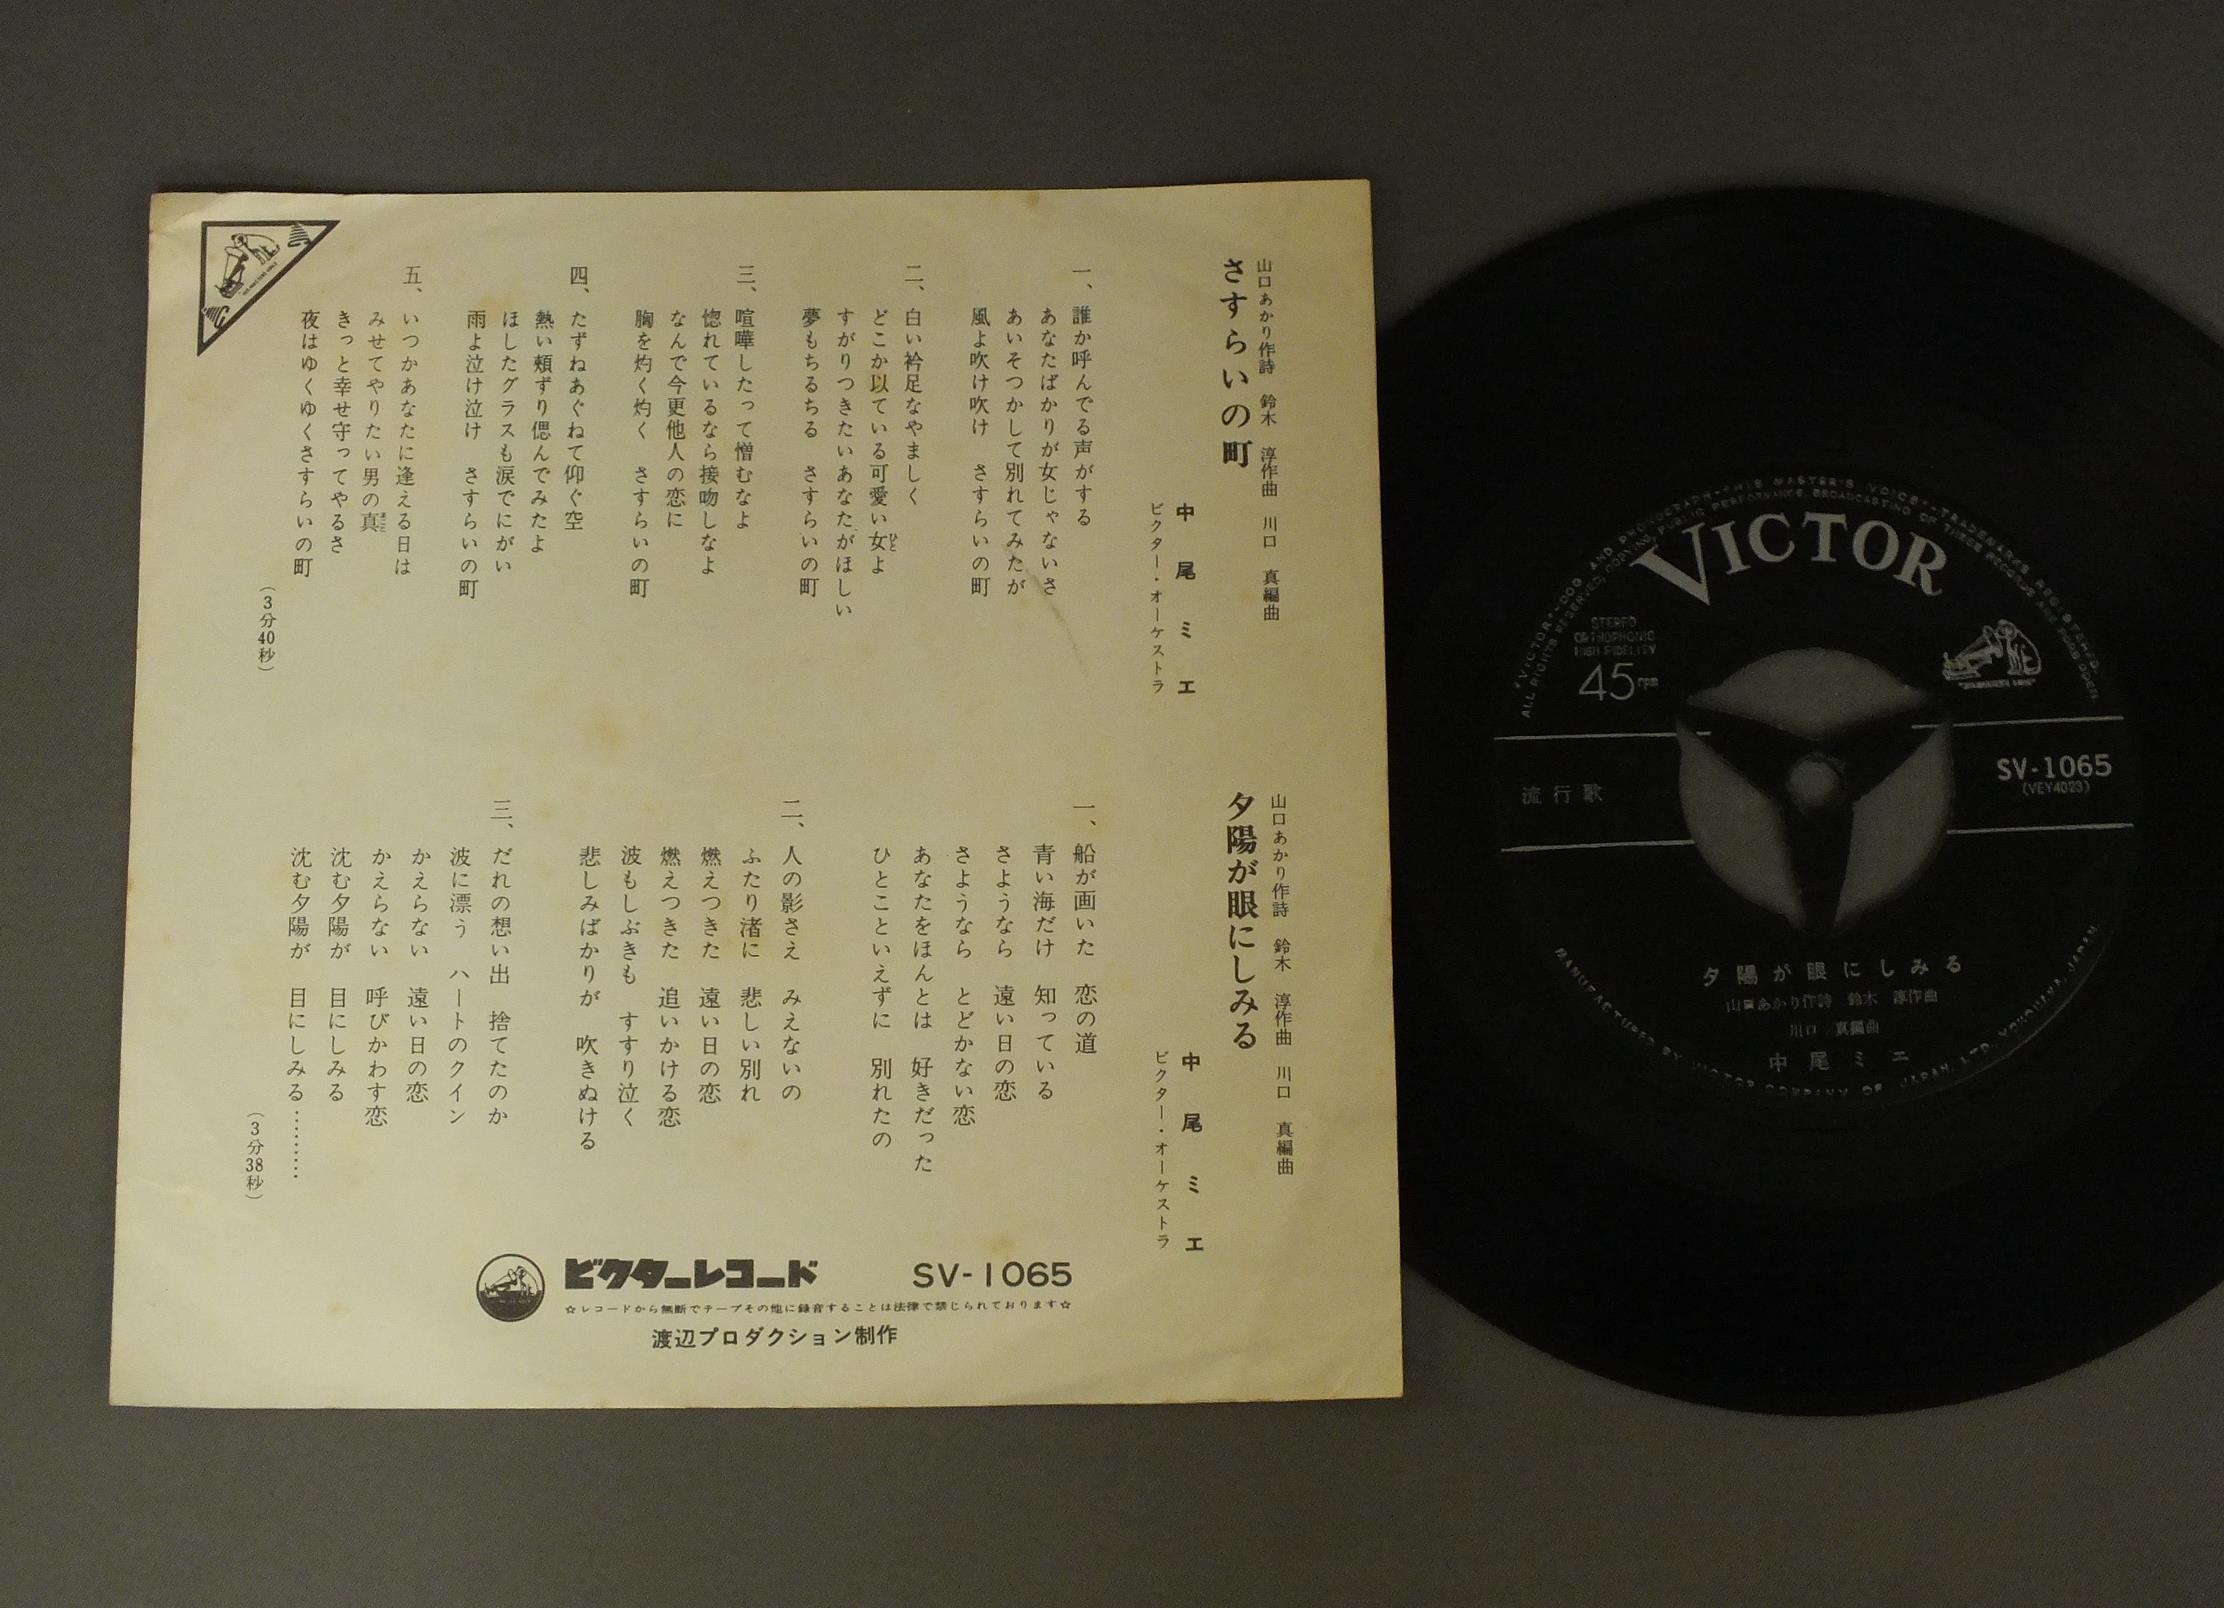 山口あかり作詩 鈴木 淳作曲 川口 真編曲
さすらいの町
中尾ミエ
ビクター・オーケストラ
一、誰か呼んでる声がする
あなたばかりが女じゃないさ
あいそつかして別れてみたが
風よ吹け吹け さすらいの町
二、白い衿足なやましく
どこか以ている可愛い女よ
ひと
すがりつきたいあなたがほしい
夢もちるちる さすらいの町
三、喧嘩したって憎むなよ
惚れているなら接吻しなよ
なんで今更他人の恋に
胸を灼く灼く さすらいの町
四、たずねあぐねて仰ぐ空
熱い頬ずり偲んでみたよ
ほしたグラスも涙でにがい
雨よ泣け泣け さすらいの町
五、いつかあなたに逢える日は
みせてやりたい男の真
きっと幸せ守ってやるさ
夜はゆくゆくさすらいの町
(3分40秒)
山口あかり作詩 鈴木 淳作曲 川口 真編曲
夕陽が眼にしみる
中尾ミエ
ビクター・オーケストラ
一、船が画いた 恋の道
青い海だけ 知っている
さようなら 遠い日の恋
さようなら とどかない恋
あなたをほんとは 好きだった
ひとこといえずに 別れたの
二、人の影さえ みえないの
ふたり渚に 悲しい別れ
燃えつきた 遠い日の恋
燃えつきた 追いかける恋
波もしぶきも すすり泣く
悲しみばかりが 吹きぬける
三、だれの想い出 捨てたのか
波に漂う ハートのクイン
かえらない 遠い日の恋
かえらない 呼びかわす恋
沈む夕陽が 目にしみる
沈む夕陽が 目にしみる…………
(3分38秒)
ビクターレコード SV-1065
☆レコードから無断でテープその他に録音することは法律で禁じられております☆
渡辺プロダクション制作
VICTOR
STEREO
ORTHOPHONIC
HIGH FIDELITY
45rpm
流行歌
SV-1065
(VEY4023)
夕陽が眼にしみる
山口あかり作詩 鈴木 淳作曲
川口 真編曲
中尾ミエ
MANUFACTURED BY VICTOR COMPANY OF JAPAN, LTD. YOKOHAMA, JAPAN